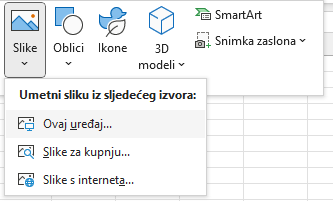 Slike
Oblici
Ikone
3D
modeli
SmartArt
Snimka zaslona
Umetni sliku iz sljedećeg izvora:
Ovaj uređaj...
Slike za kupnju...
Slike s interneta...